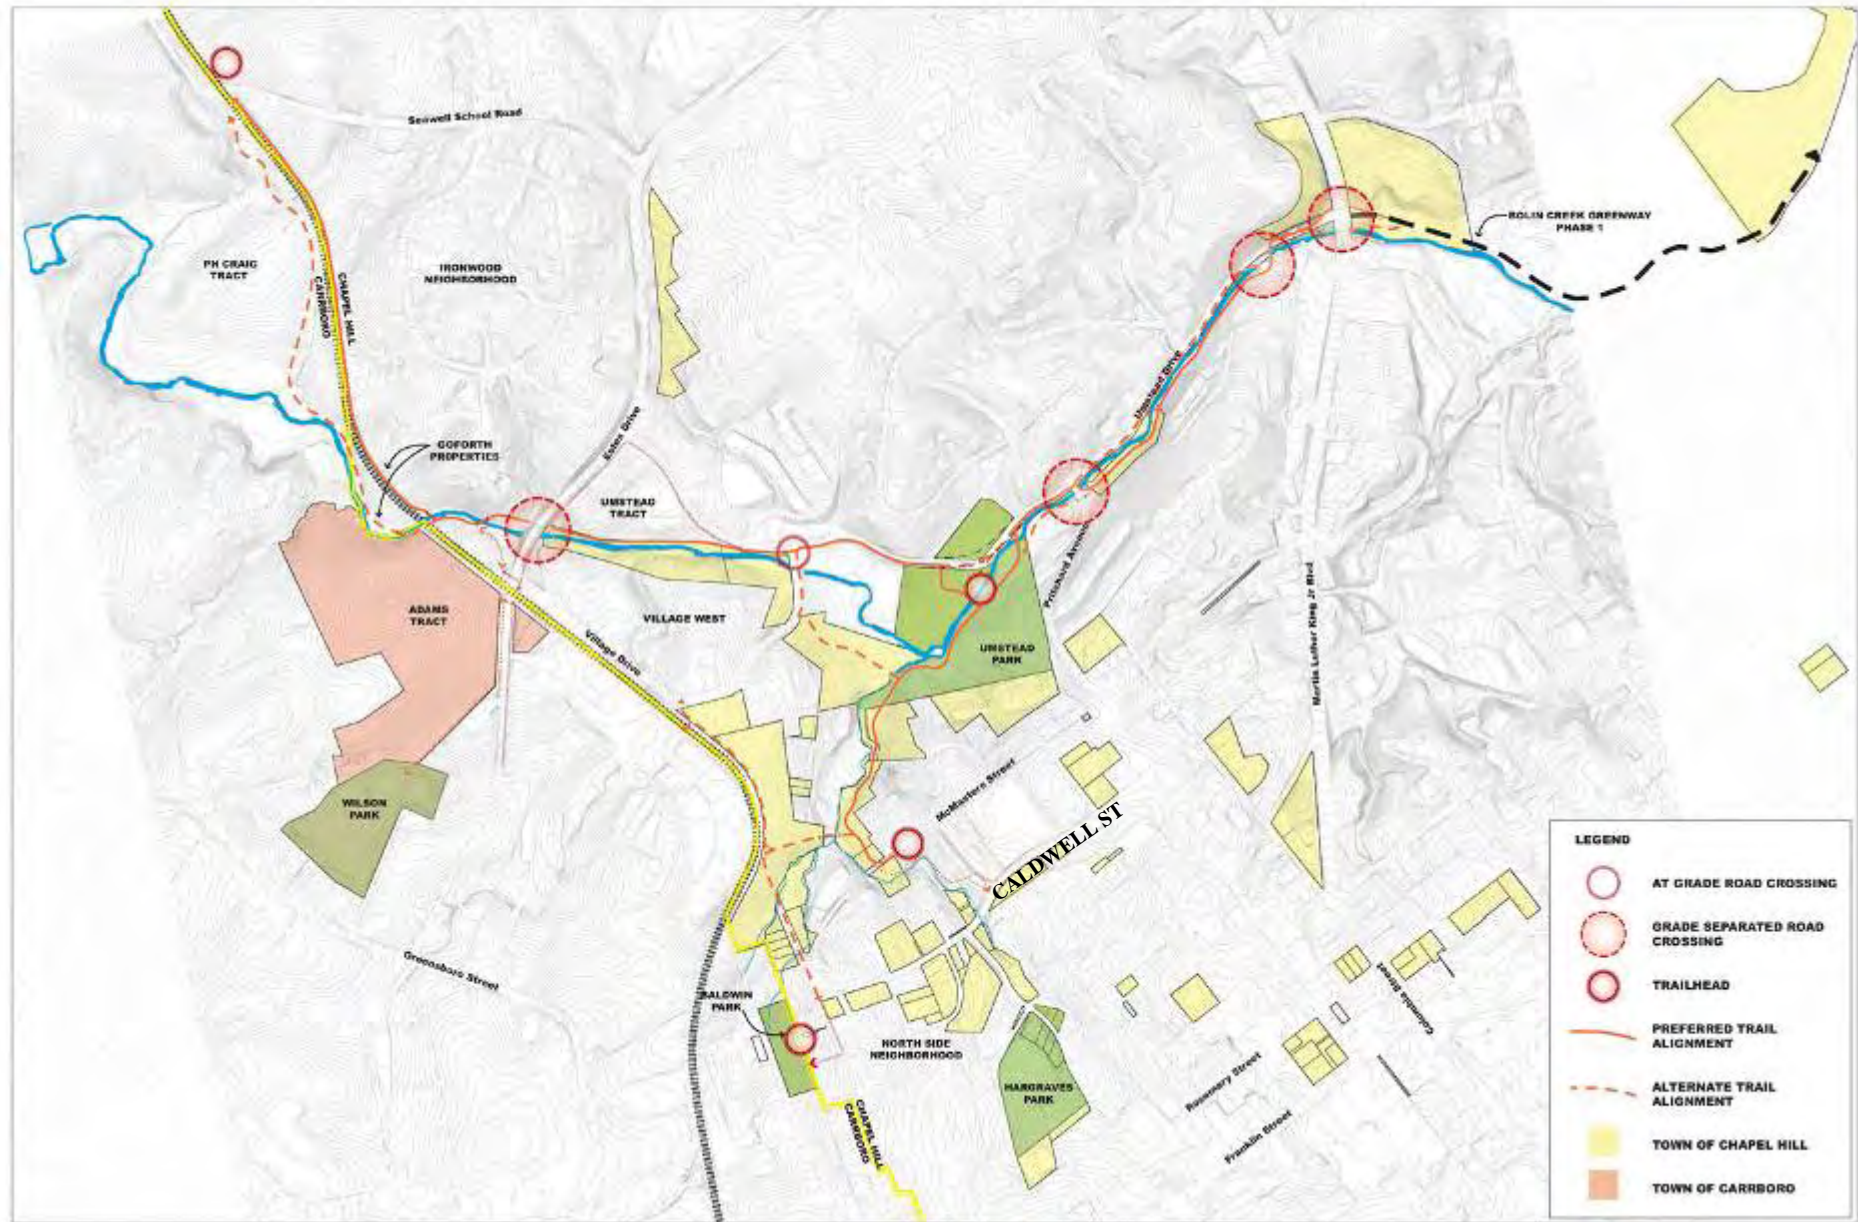 Seawell School Road
BOLIN CREEK GREENWAY
PHASE 1
PH CRAIG
TRACT
IRONWOOD
NEIGHBORHOOD
CHAPEL HILL
CARRBORO
Umstead Drive
GOFORTH
PROPERTIES
Estes Drive
UMSTEAD
TRACT
Pritchard Avenue
Martin Luther King Jr Blvd
ADAMS
TRACT
VILLAGE WEST
Village Drive
UMSTEAD
PARK
WILSON
PARK
McMasters Street
CALDWELL ST
Greensboro Street
BALDWIN
PARK
NORTH SIDE
NEIGHBORHOOD
HARGRAVES
PARK
Columbia Street
Rosemary Street
Franklin Street
CHAPEL HILL
CARRBORO
LEGEND
AT GRADE ROAD CROSSING
GRADE SEPARATED ROAD
CROSSING
TRAILHEAD
PREFERRED TRAIL
ALIGNMENT
ALTERNATE TRAIL
ALIGNMENT
TOWN OF CHAPEL HILL
TOWN OF CARRBORO